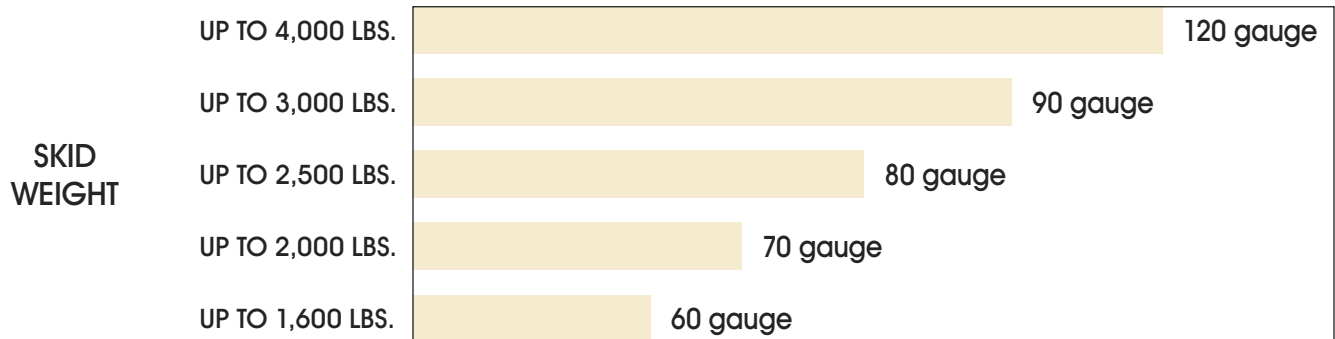 UP TO 4,000 LBS. 120 gauge
UP TO 3,000 LBS. 90 gauge
SKID
WEIGHT
UP TO 2,500 LBS. 80 gauge
UP TO 2,000 LBS. 70 gauge
UP TO 1,600 LBS. 60 gauge